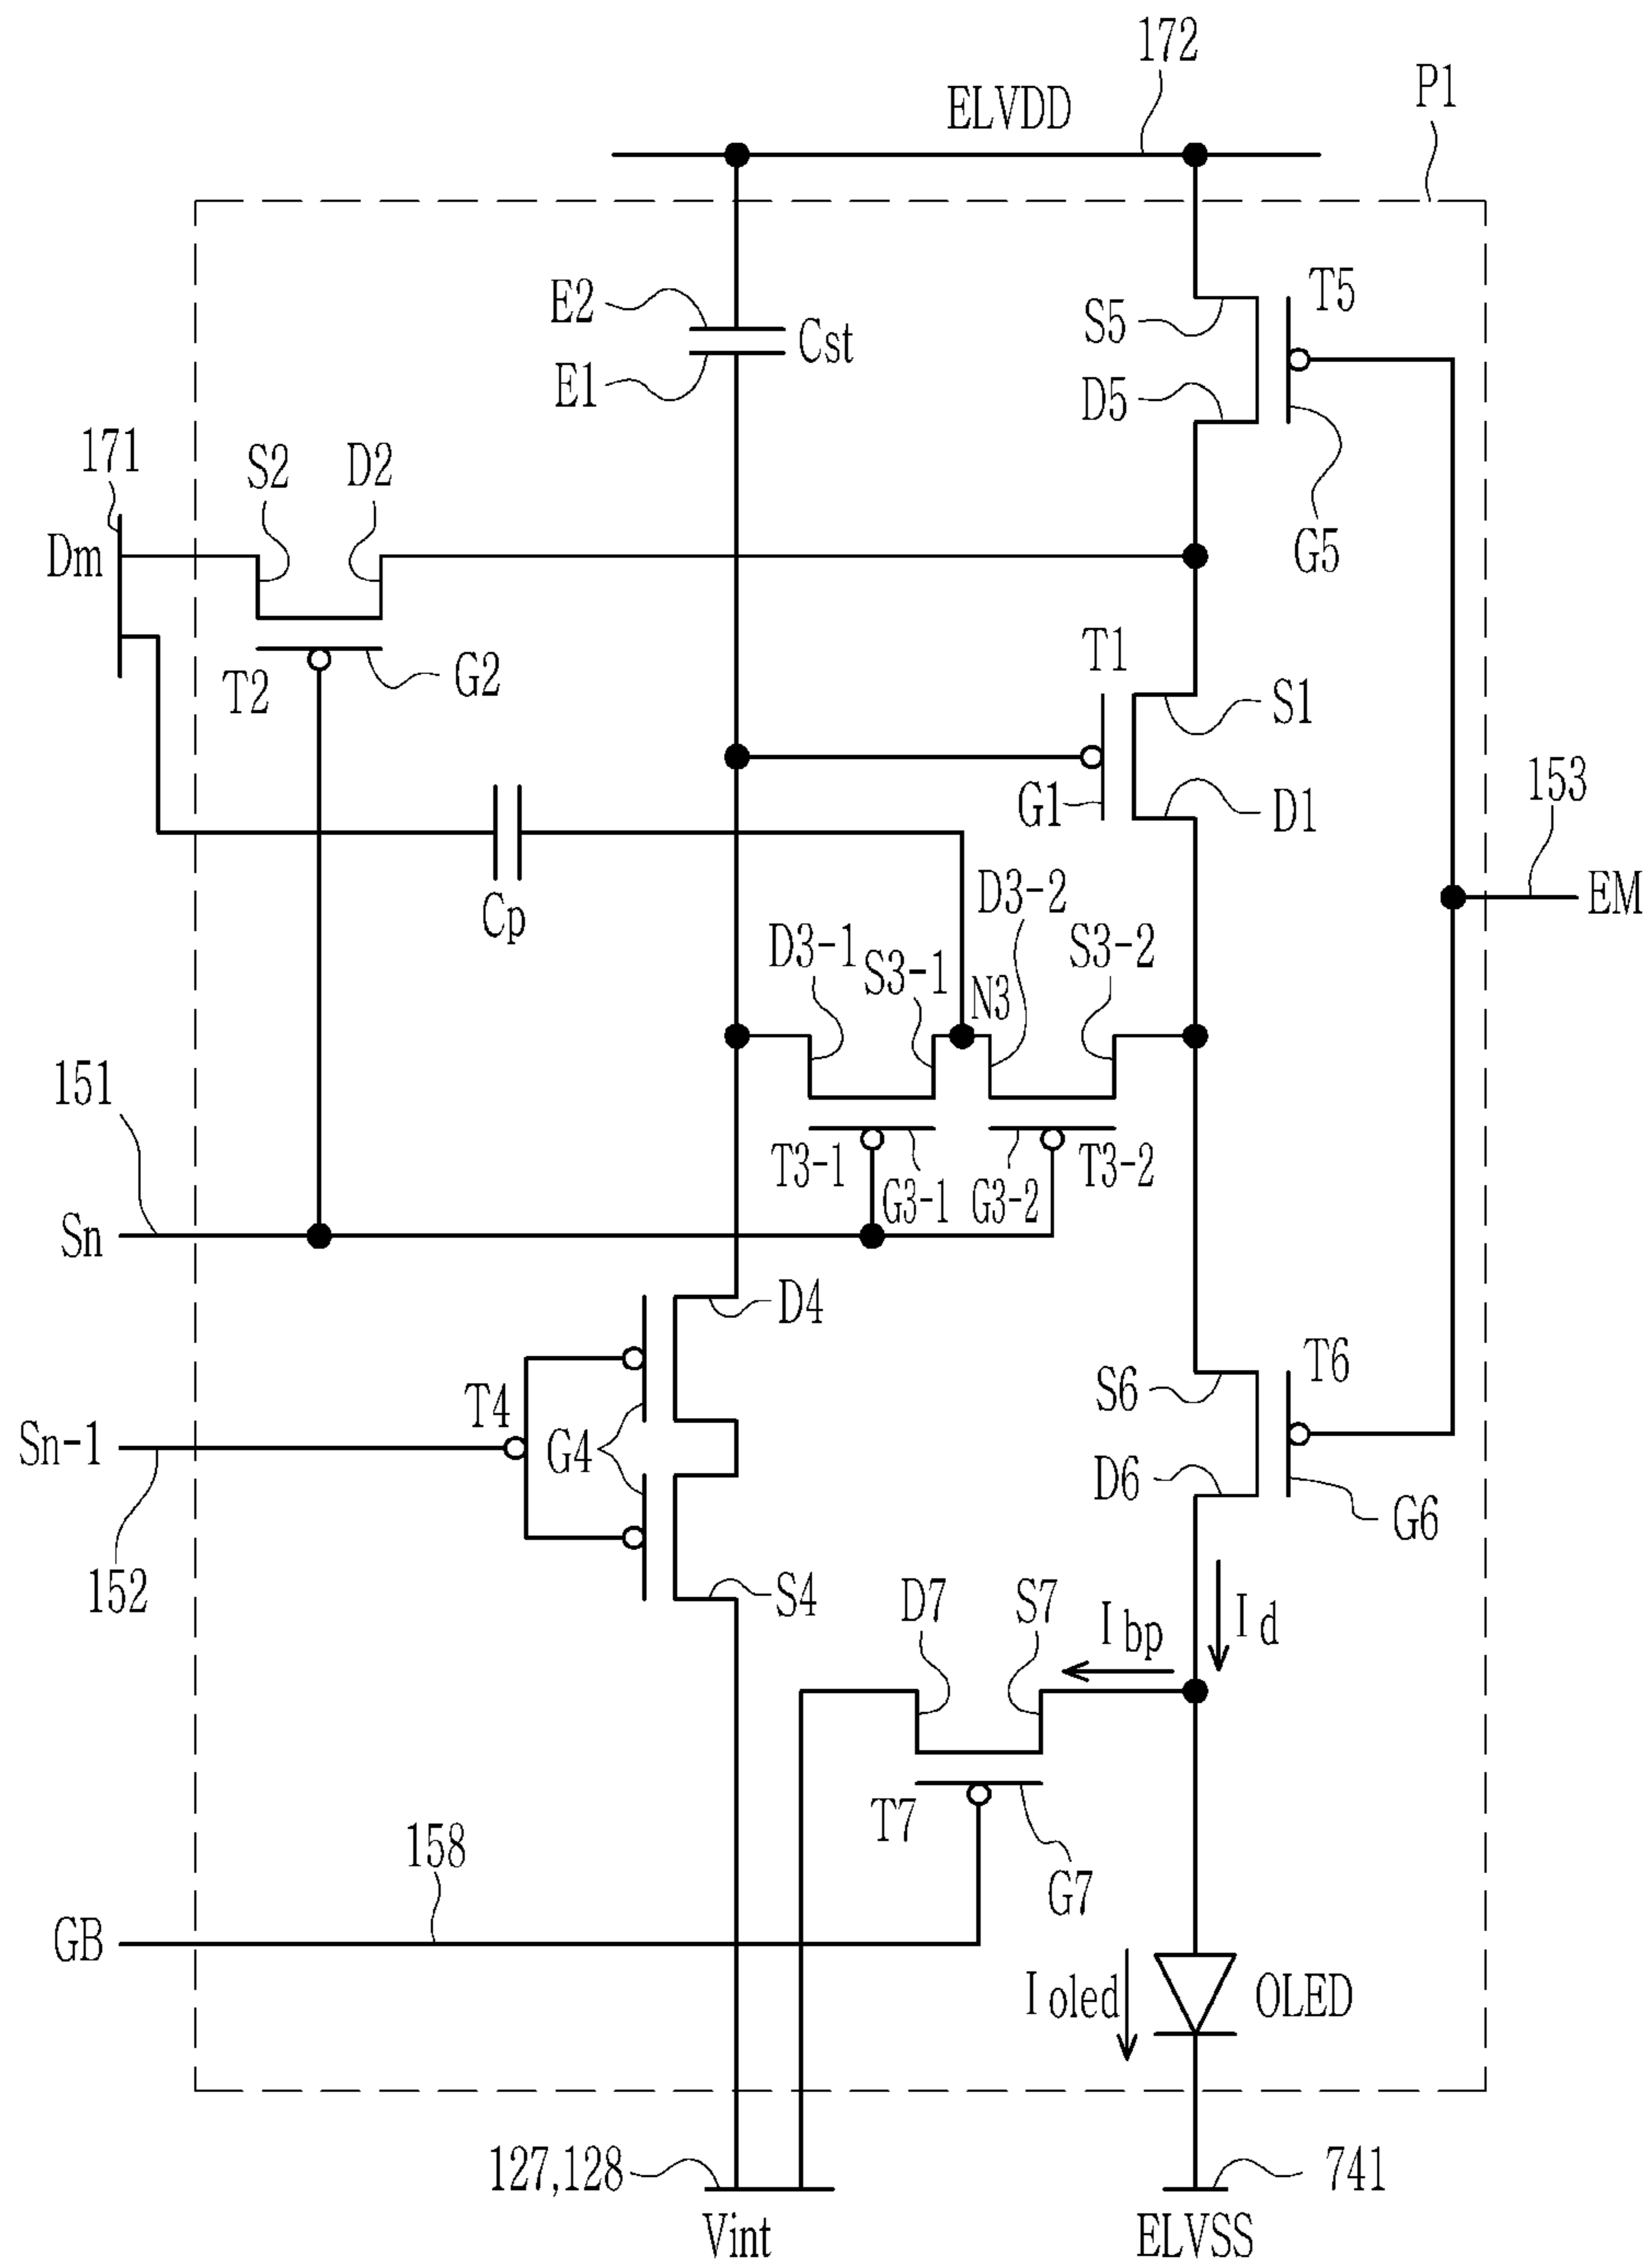 172
P1
ELVDD
E2
Cst
E1
S5
T5
D5
G5
171
S2
D2
Dm
T2
G2
T1
S1
G1
D1
153
EM
Cp
D3-2
D3-1
S3-1
N3
S3-2
151
T3-1
G3-1
G3-2
T3-2
Sn
D4
T4
G4
Sn-1
S6
T6
D6
G6
152
S4
D7
S7
Ibp
Id
T7
G7
158
GB
Ioled
OLED
127,128
741
Vint
ELVSS